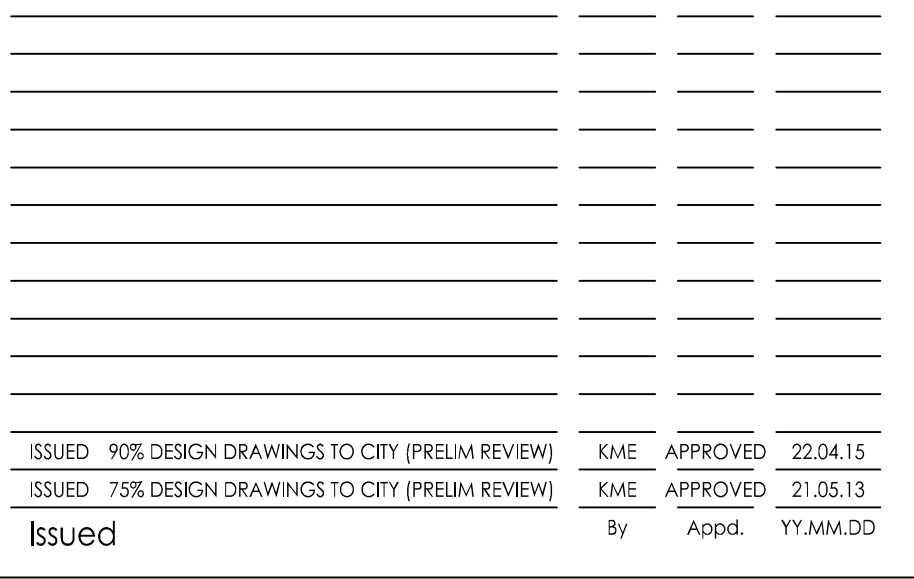 ISSUED 90% DESIGN DRAWINGS TO CITY (PRELIM REVIEW) KME APPROVED 22.04.15
ISSUED 75% DESIGN DRAWINGS TO CITY (PRELIM REVIEW) KME APPROVED 21.05.13
Issued By Appd. YY.MM.DD